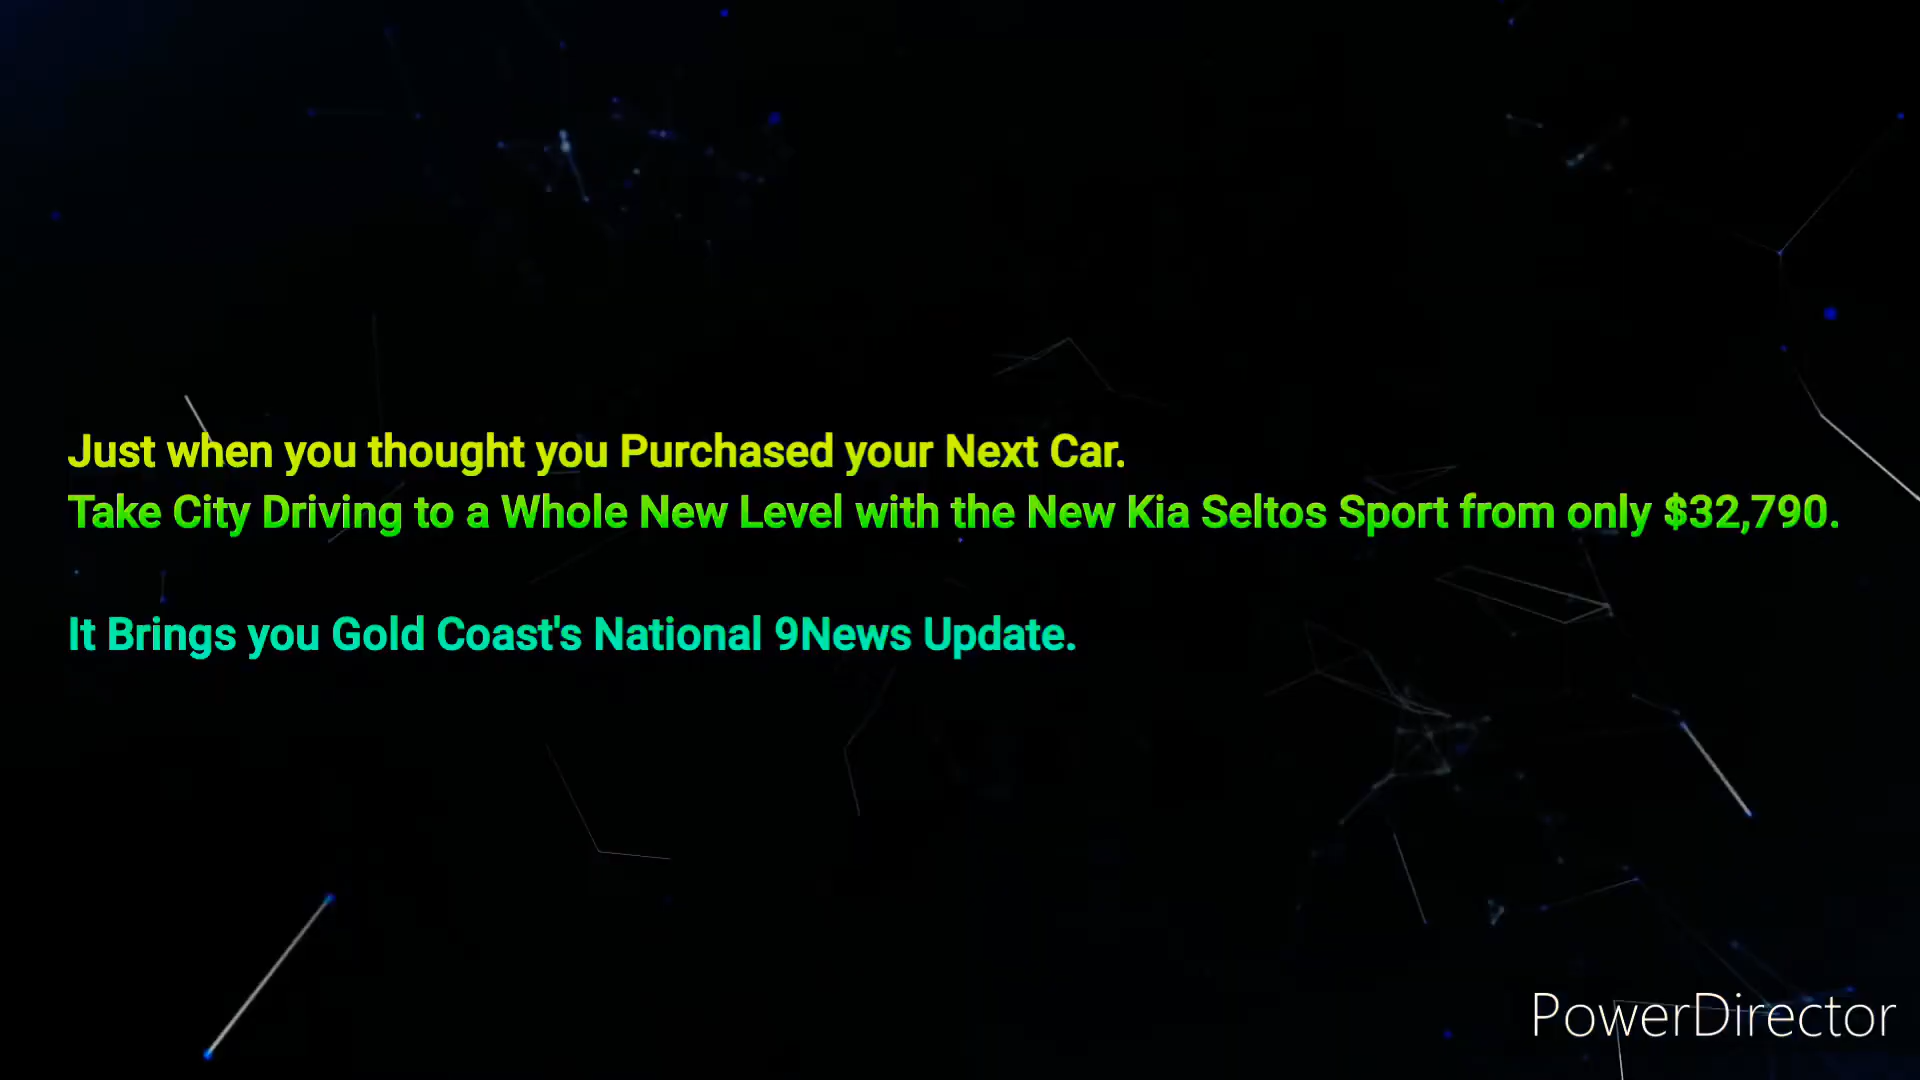 Just when you thought you Purchased your Next Car.
Take City Driving to a Whole New Level with the New Kia Seltos Sport from only $32,790.
It Brings you Gold Coast's National 9News Update.
PowerDirector